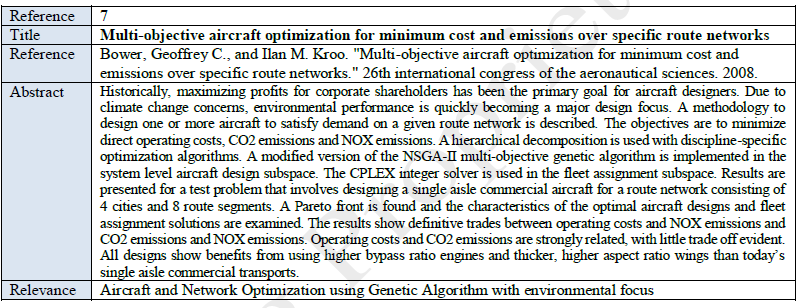 Reference 7
Title Multi-objective aircraft optimization for minimum cost and emissions over specific route networks
Reference Bower, Geoffrey C., and Ilan M. Kroo. "Multi-objective aircraft optimization for minimum cost and
emissions over specific route networks." 26th international congress of the aeronautical sciences. 2008.
Abstract Historically, maximizing profits for corporate shareholders has been the primary goal for aircraft designers. Due to
climate change concerns, environmental performance is quickly becoming a major design focus. A methodology to
design one or more aircraft to satisfy demand on a given route network is described. The objectives are to minimize
direct operating costs, CO2 emissions and NOX emissions. A hierarchical decomposition is used with discipline-specific
optimization algorithms. A modified version of the NSGA-II multi-objective genetic algorithm is implemented in the
system level aircraft design subspace. The CPLEX integer solver is used in the fleet assignment subspace. Results are
presented for a test problem that involves designing a single aisle commercial aircraft for a route network consisting of
4 cities and 8 route segments. A Pareto front is found and the characteristics of the optimal aircraft designs and fleet
assignment solutions are examined. The results show definitive trades between operating costs and NOX emissions and
CO2 emissions and NOX emissions. Operating costs and CO2 emissions are strongly related, with little trade off evident.
All designs show benefits from using higher bypass ratio engines and thicker, higher aspect ratio wings than today's
single aisle commercial transports.
Relevance Aircraft and Network Optimization using Genetic Algorithm with environmental focus